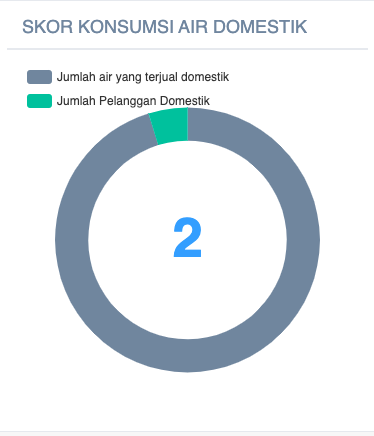 SKOR KONSUMSI AIR DOMESTIK
Jumlah air yang terjual domestik
Jumlah Pelanggan Domestik
2